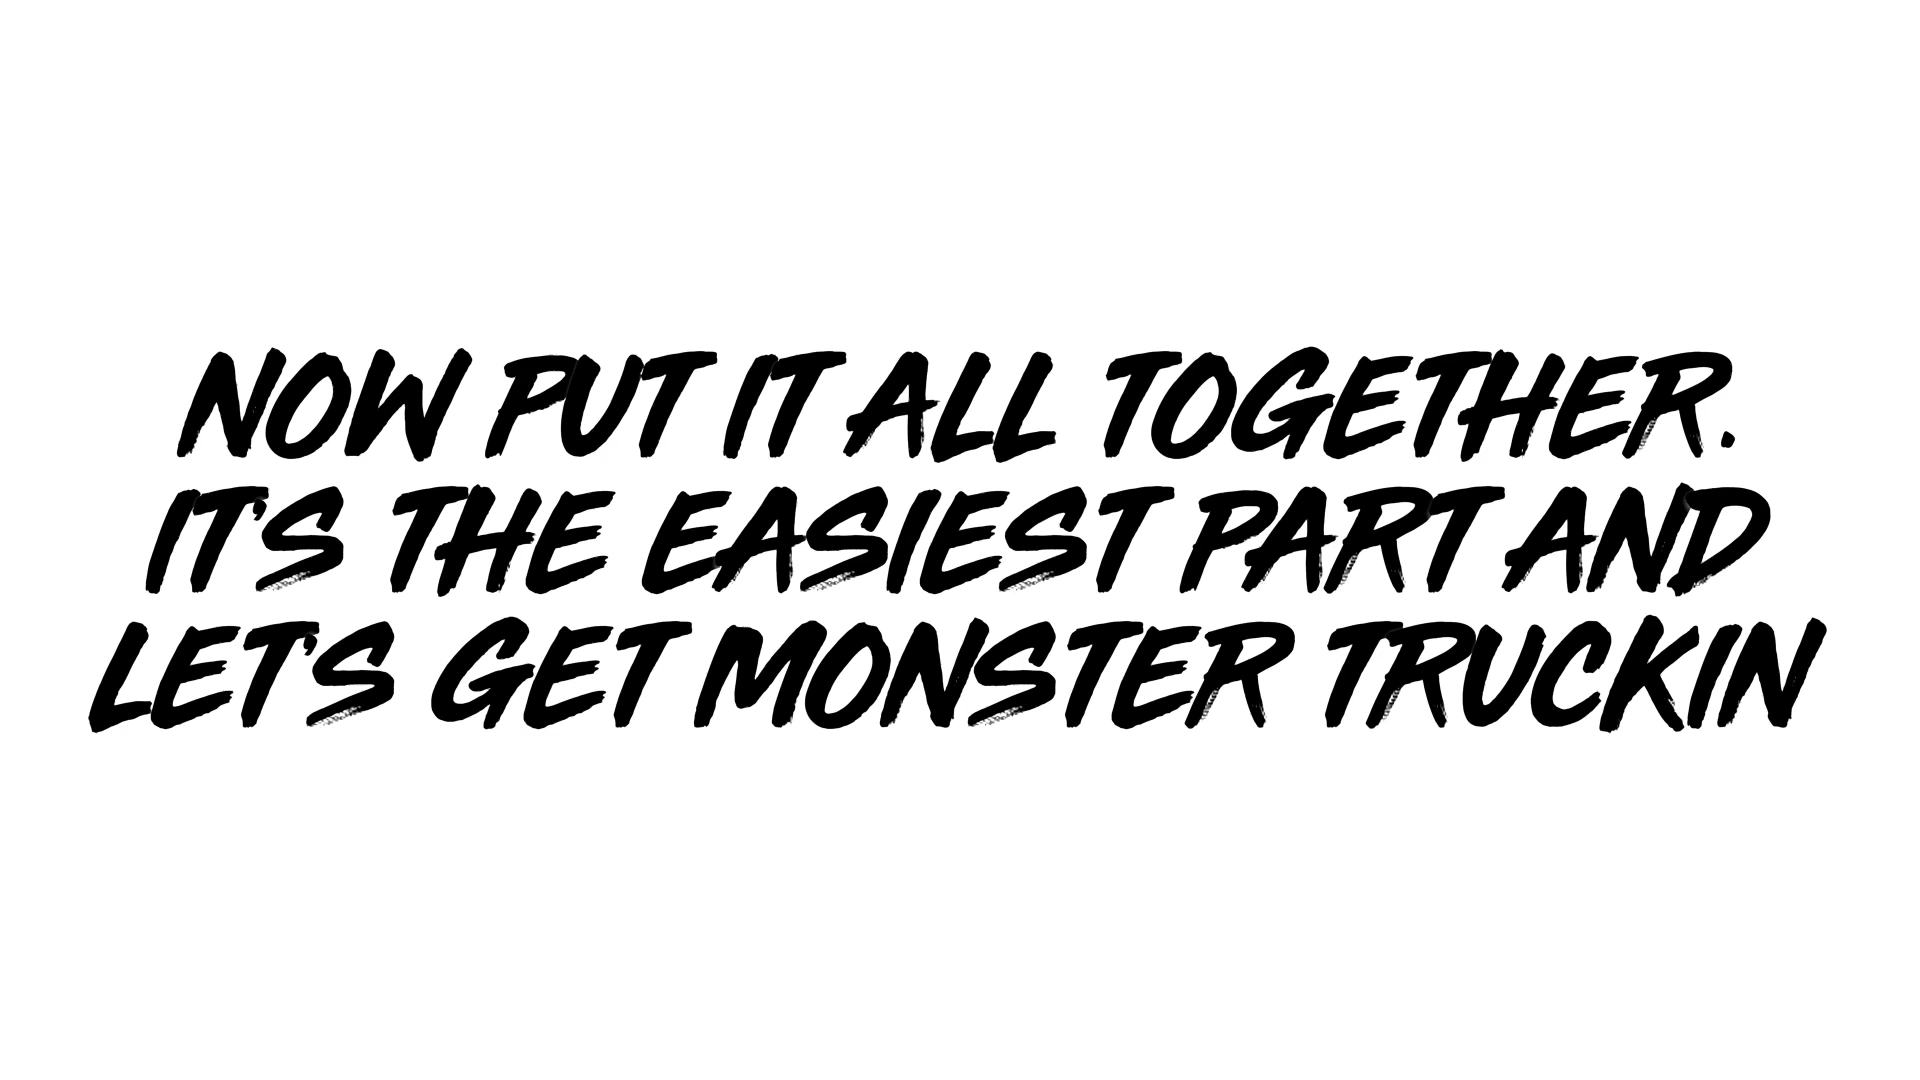 NOW PUT IT ALL TOGETHER.
IT'S THE EASIEST PART AND
LET'S GET MONSTER TRUCKIN